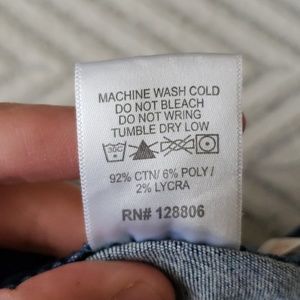 MACHINE WASH COLD
DO NOT BLEACH
DO NOT WRING
TUMBLE DRY LOW
30C
92% CTN/ 6% POLY /
2% LYCRA
RN# 128806